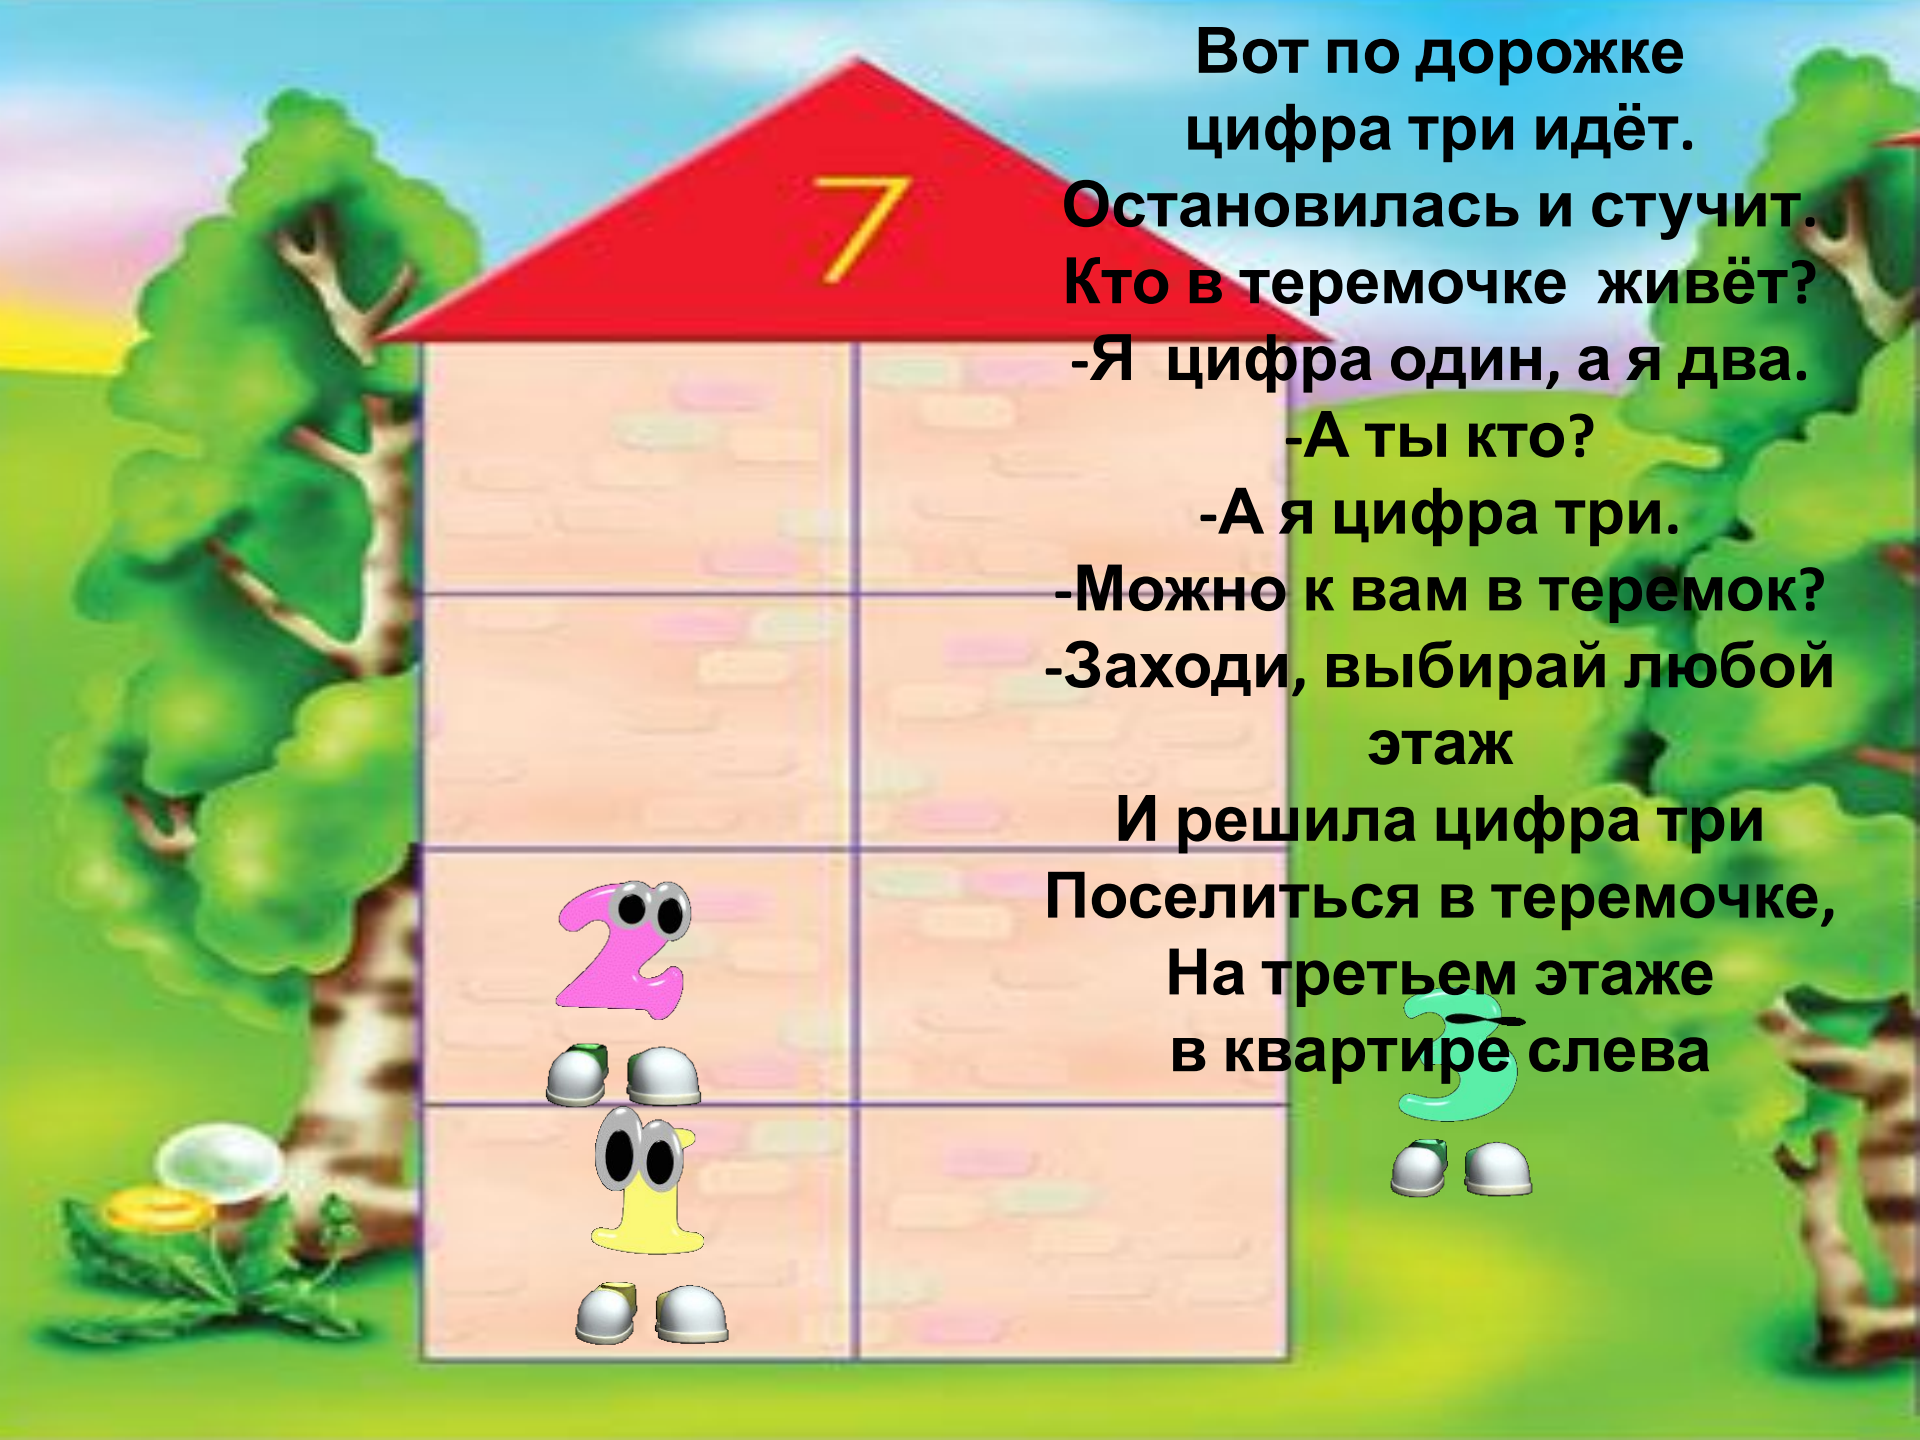 7
Вот по дорожке
цифра три идёт.
Остановилась и стучит.
Кто в теремочке  живёт?
-Я  цифра один, а я два.
-А ты кто?
-А я цифра три.
-Можно к вам в теремок?
-Заходи, выбирай любой
этаж
И решила цифра три
Поселиться в теремочке,
На третьем этаже
в квартире слева
2
3
1